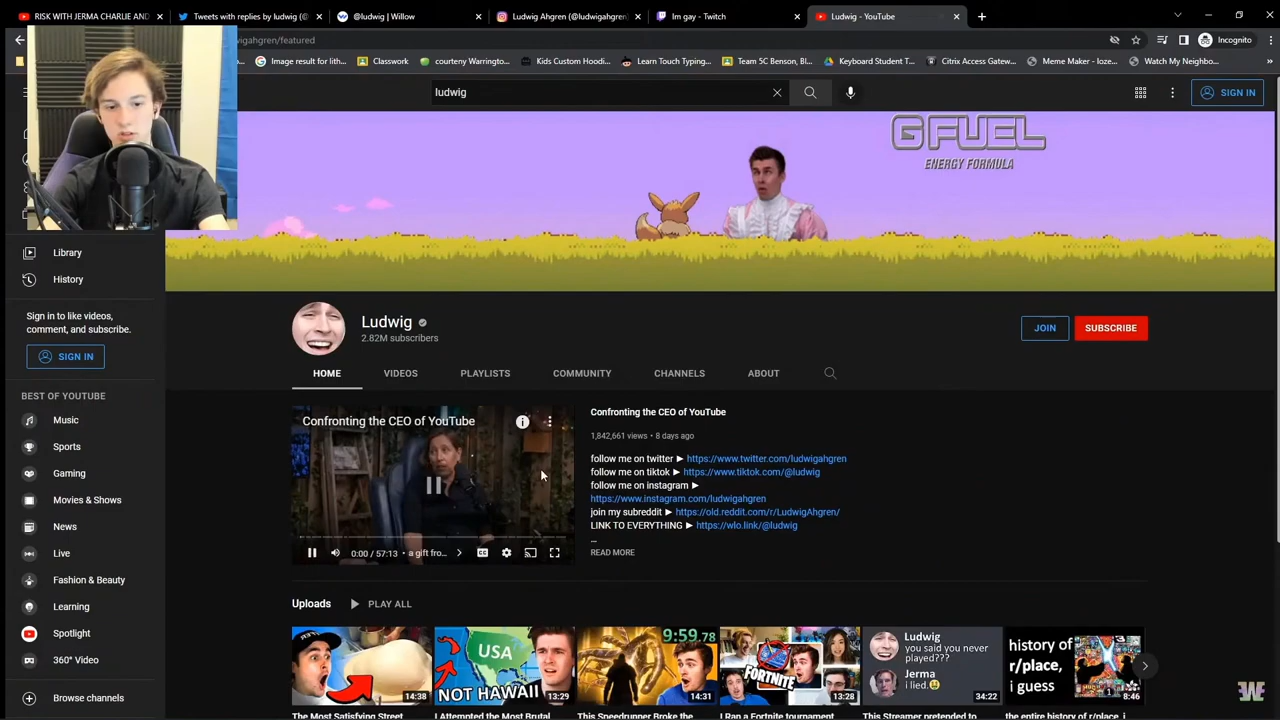 RISK WITH JERMA CHARLIE AND
Tweets with replies by ludwig (@
@ludwig | Willow
Ludwig Ahgren (@ludwigahgren)
Im gay - Twitch
Ludwig - YouTube
wigahgren/featured
Incognito
Image result for lith...
Classwork
courteny Warrington...
Kids Custom Hoodi...
Learn Touch Typing...
Team 5C Benson, Bl...
Keyboard Student T...
Citrix Access Gatew...
Meme Maker - loze...
Watch My Neighbo...
ludwig
SIGN IN
GFUEL
ENERGY FORMULA
Library
History
Sign in to like videos,
comment, and subscribe.
SIGN IN
BEST OF YOUTUBE
Music
Sports
Gaming
Movies & Shows
News
Live
Fashion & Beauty
Learning
Spotlight
360° Video
Browse channels
Ludwig
2.82M subscribers
JOIN
SUBSCRIBE
HOME
VIDEOS
PLAYLISTS
COMMUNITY
CHANNELS
ABOUT
Confronting the CEO of YouTube
0:00 / 57:13 • a gift fro...
Confronting the CEO of YouTube
1,842,661 views • 8 days ago
follow me on twitter ► https://www.twitter.com/ludwigahgren
follow me on tiktok ► https://www.tiktok.com/@ludwig
follow me on instagram ►
https://www.instagram.com/ludwigahgren
join my subreddit ► https://old.reddit.com/r/LudwigAhgren/
LINK TO EVERYTHING ► https://wlo.link/@ludwig
...
READ MORE
Uploads
PLAY ALL
14:38
USA
NOT HAWAII
13:29
9:59.78
14:31
FORTNITE
13:28
Ludwig
you said you never
played???
Jerma
i lied.
34:22
history of
r/place,
i guess
8:46
The Most Satisfying Street
I Attempted the Most Brutal
This Speedrunner Broke the
I Ran a Fortnite tournament
This Streamer pretended to
the entire history of r/place, i